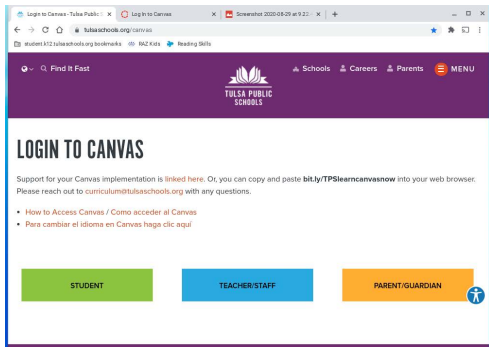 Login to Canvas - Tulsa Public S
Log in to Canvas
Screenshot 2020-08-29 at 9.2
tulsaschools.org/canvas
student.k12.tulsaschools.org bookmarks
RAZ Kids
Reading Skills
Find It Fast
TULSA PUBLIC
SCHOOLS
Schools
Careers
Parents
MENU
LOGIN TO CANVAS
Support for your Canvas implementation is linked here. Or, you can copy and paste bit.ly/TPSlearncanvasnow into your web browser.
Please reach out to curriculum@tulsaschools.org with any questions.
• How to Access Canvas / Como acceder al Canvas
• Para cambiar el idioma en Canvas haga clic aquí
STUDENT
TEACHER/STAFF
PARENT/GUARDIAN